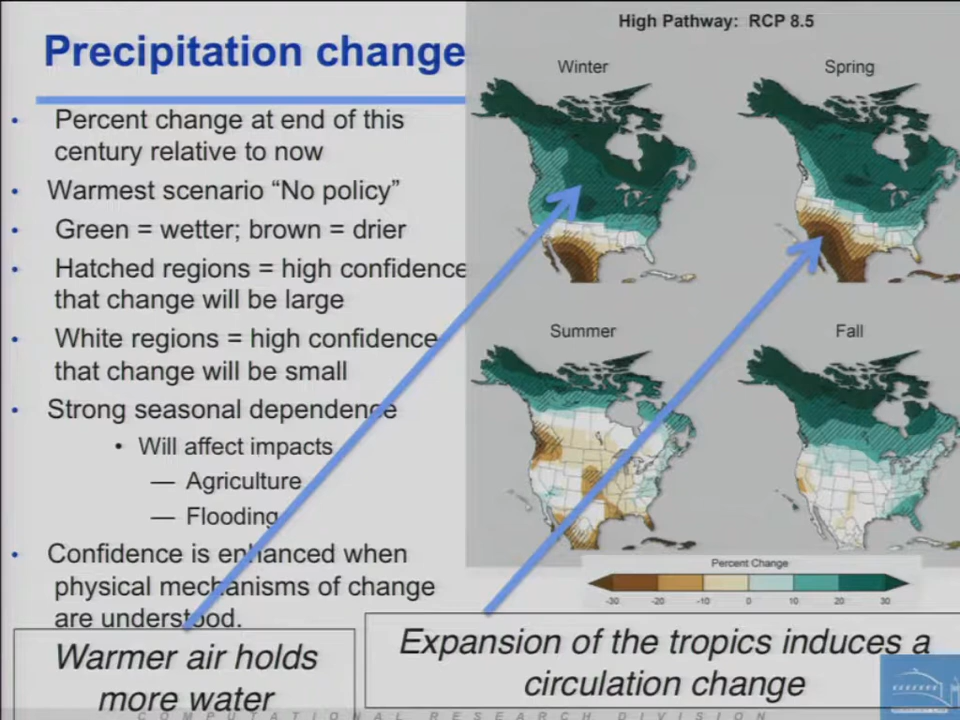 Precipitation change
High Pathway: RCP 8.5
Winter
Spring
• Percent change at end of this
century relative to now
• Warmest scenario “No policy”
• Green = wetter; brown = drier
• Hatched regions = high confidence
that change will be large
• White regions = high confidence
that change will be small
• Strong seasonal dependence
• Will affect impacts
— Agriculture
— Flooding
• Confidence is enhanced when
physical mechanisms of change
are understood.
Summer
Fall
Percent Change
-30 -20 -10 0 10 20 30
Warmer air holds
more water
Expansion of the tropics induces a
circulation change
COMPUTATIONAL RESEARCH DIVISION